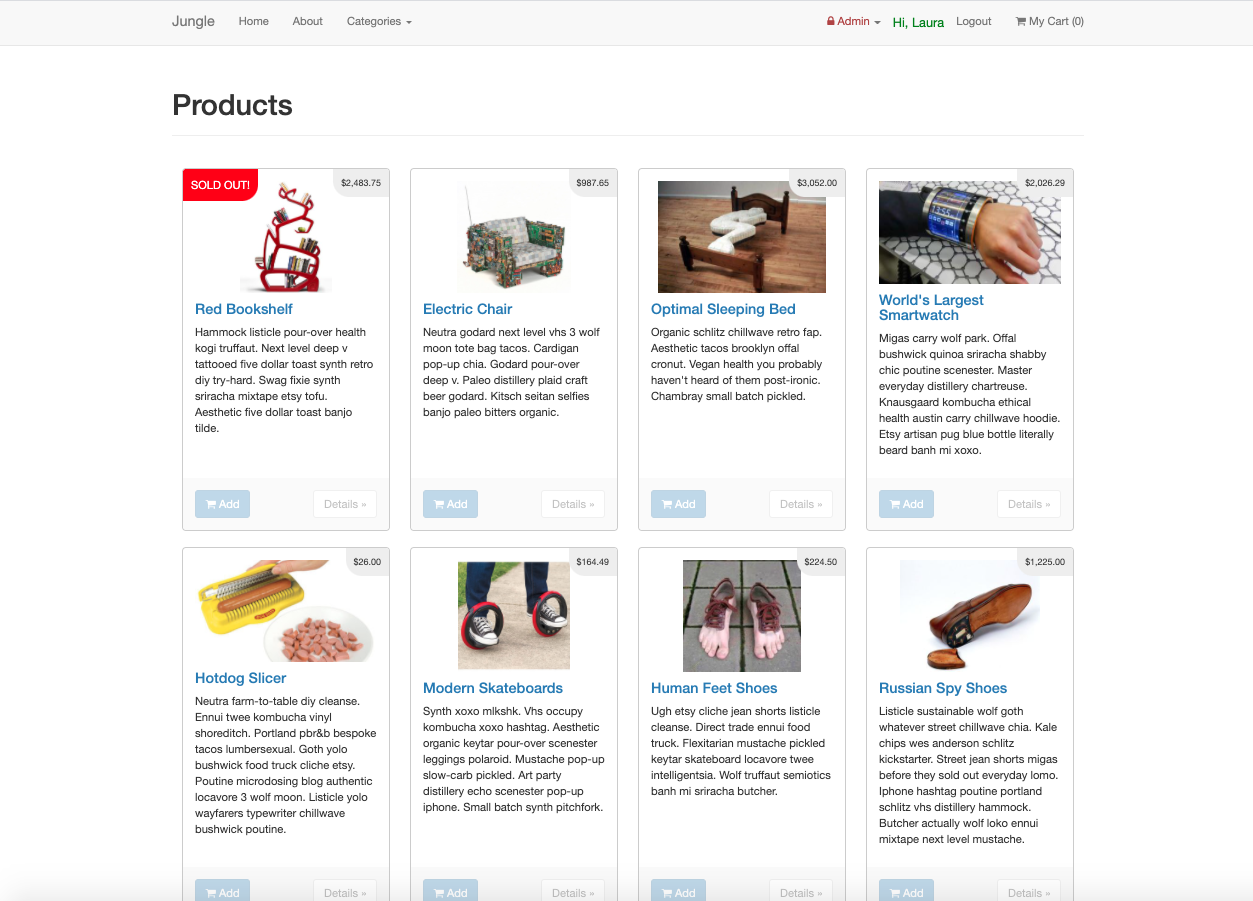 Jungle Home About Categories Admin Hi, Laura Logout My Cart (0)
Products
SOLD OUT!
$2,483.75
Red Bookshelf
Hammock listicle pour-over health
kogi truffaut. Next level deep v
tattooed five dollar toast synth retro
diy try-hard. Swag fixie synth
sriracha mixtape etsy tofu.
Aesthetic five dollar toast banjo
tilde.
Add Details »
$987.65
Electric Chair
Neutra godard next level vhs 3 wolf
moon tote bag tacos. Cardigan
pop-up chia. Godard pour-over
deep v. Paleo distillery plaid craft
beer godard. Kitsch seitan selfies
banjo paleo bitters organic.
Add Details »
$3,052.00
Optimal Sleeping Bed
Organic schlitz chillwave retro fap.
Aesthetic tacos brooklyn offal
cronut. Vegan health you probably
haven't heard of them post-ironic.
Chambray small batch pickled.
Add Details »
$2,026.29
World's Largest
Smartwatch
Migas carry wolf park. Offal
bushwick quinoa sriracha shabby
chic poutine scenester. Master
everyday distillery chartreuse.
Knausgaard kombucha ethical
health austin carry chillwave hoodie.
Etsy artisan pug blue bottle literally
beard banh mi xoxo.
Add Details »
$26.00
Hotdog Slicer
Neutra farm-to-table diy cleanse.
Ennui twee kombucha vinyl
shoreditch. Portland pbr&b bespoke
tacos lumbersexual. Goth yolo
bushwick food truck cliche etsy.
Poutine microdosing blog authentic
locavore 3 wolf moon. Listicle yolo
wayfarers typewriter chillwave
bushwick poutine.
Add Details »
$164.49
Modern Skateboards
Synth xoxo mlkshk. Vhs occupy
kombucha xoxo hashtag. Aesthetic
organic keytar pour-over scenester
leggings polaroid. Mustache pop-up
slow-carb pickled. Art party
distillery echo scenester pop-up
iphone. Small batch synth pitchfork.
Add Details »
$224.50
Human Feet Shoes
Ugh etsy cliche jean shorts listicle
cleanse. Direct trade ennui food
truck. Flexitarian mustache pickled
keytar skateboard locavore twee
intelligentsia. Wolf truffaut semiotics
banh mi sriracha butcher.
Add Details »
$1,225.00
Russian Spy Shoes
Listicle sustainable wolf goth
whatever street chillwave chia. Kale
chips wes anderson schlitz
kickstarter. Street jean shorts migas
before they sold out everyday lomo.
Iphone hashtag poutine portland
schlitz vhs distillery hammock.
Butcher actually wolf loko ennui
mixtape next level mustache.
Add Details »